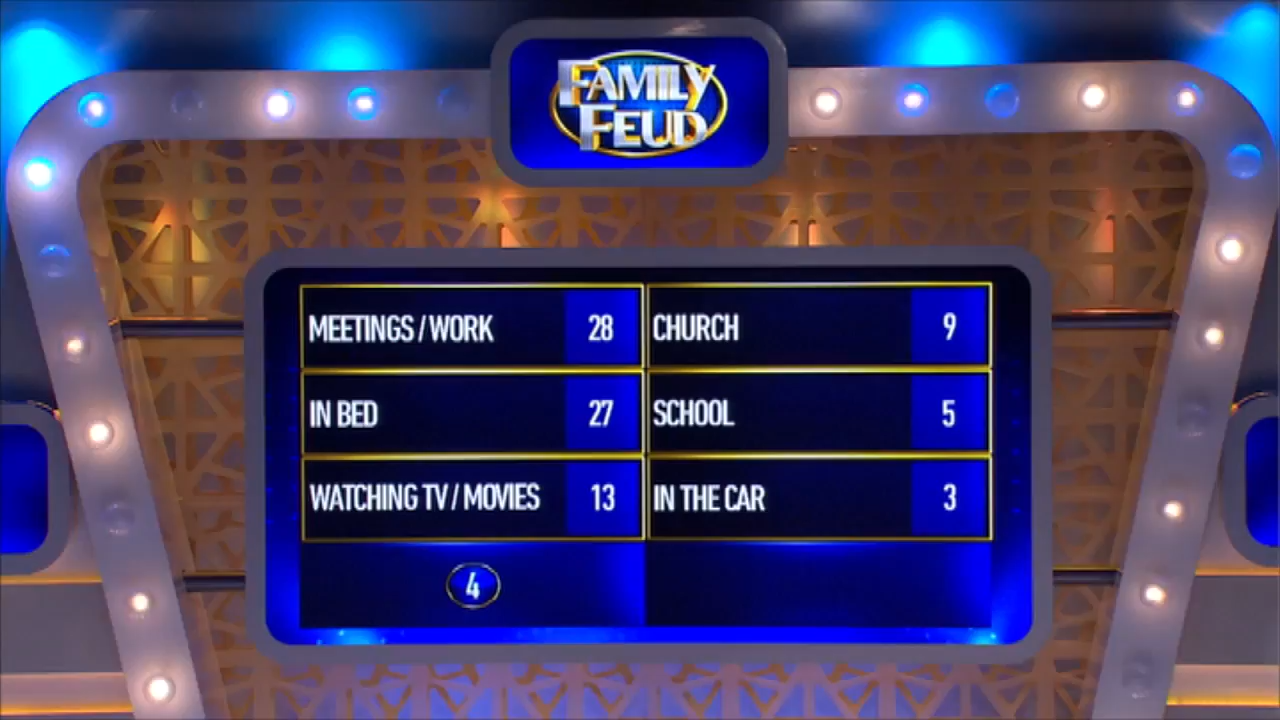 FAMILY
FEUD
MEETINGS / WORK 28
IN BED 27
WATCHING TV / MOVIES 13
4
CHURCH 9
SCHOOL 5
IN THE CAR 3